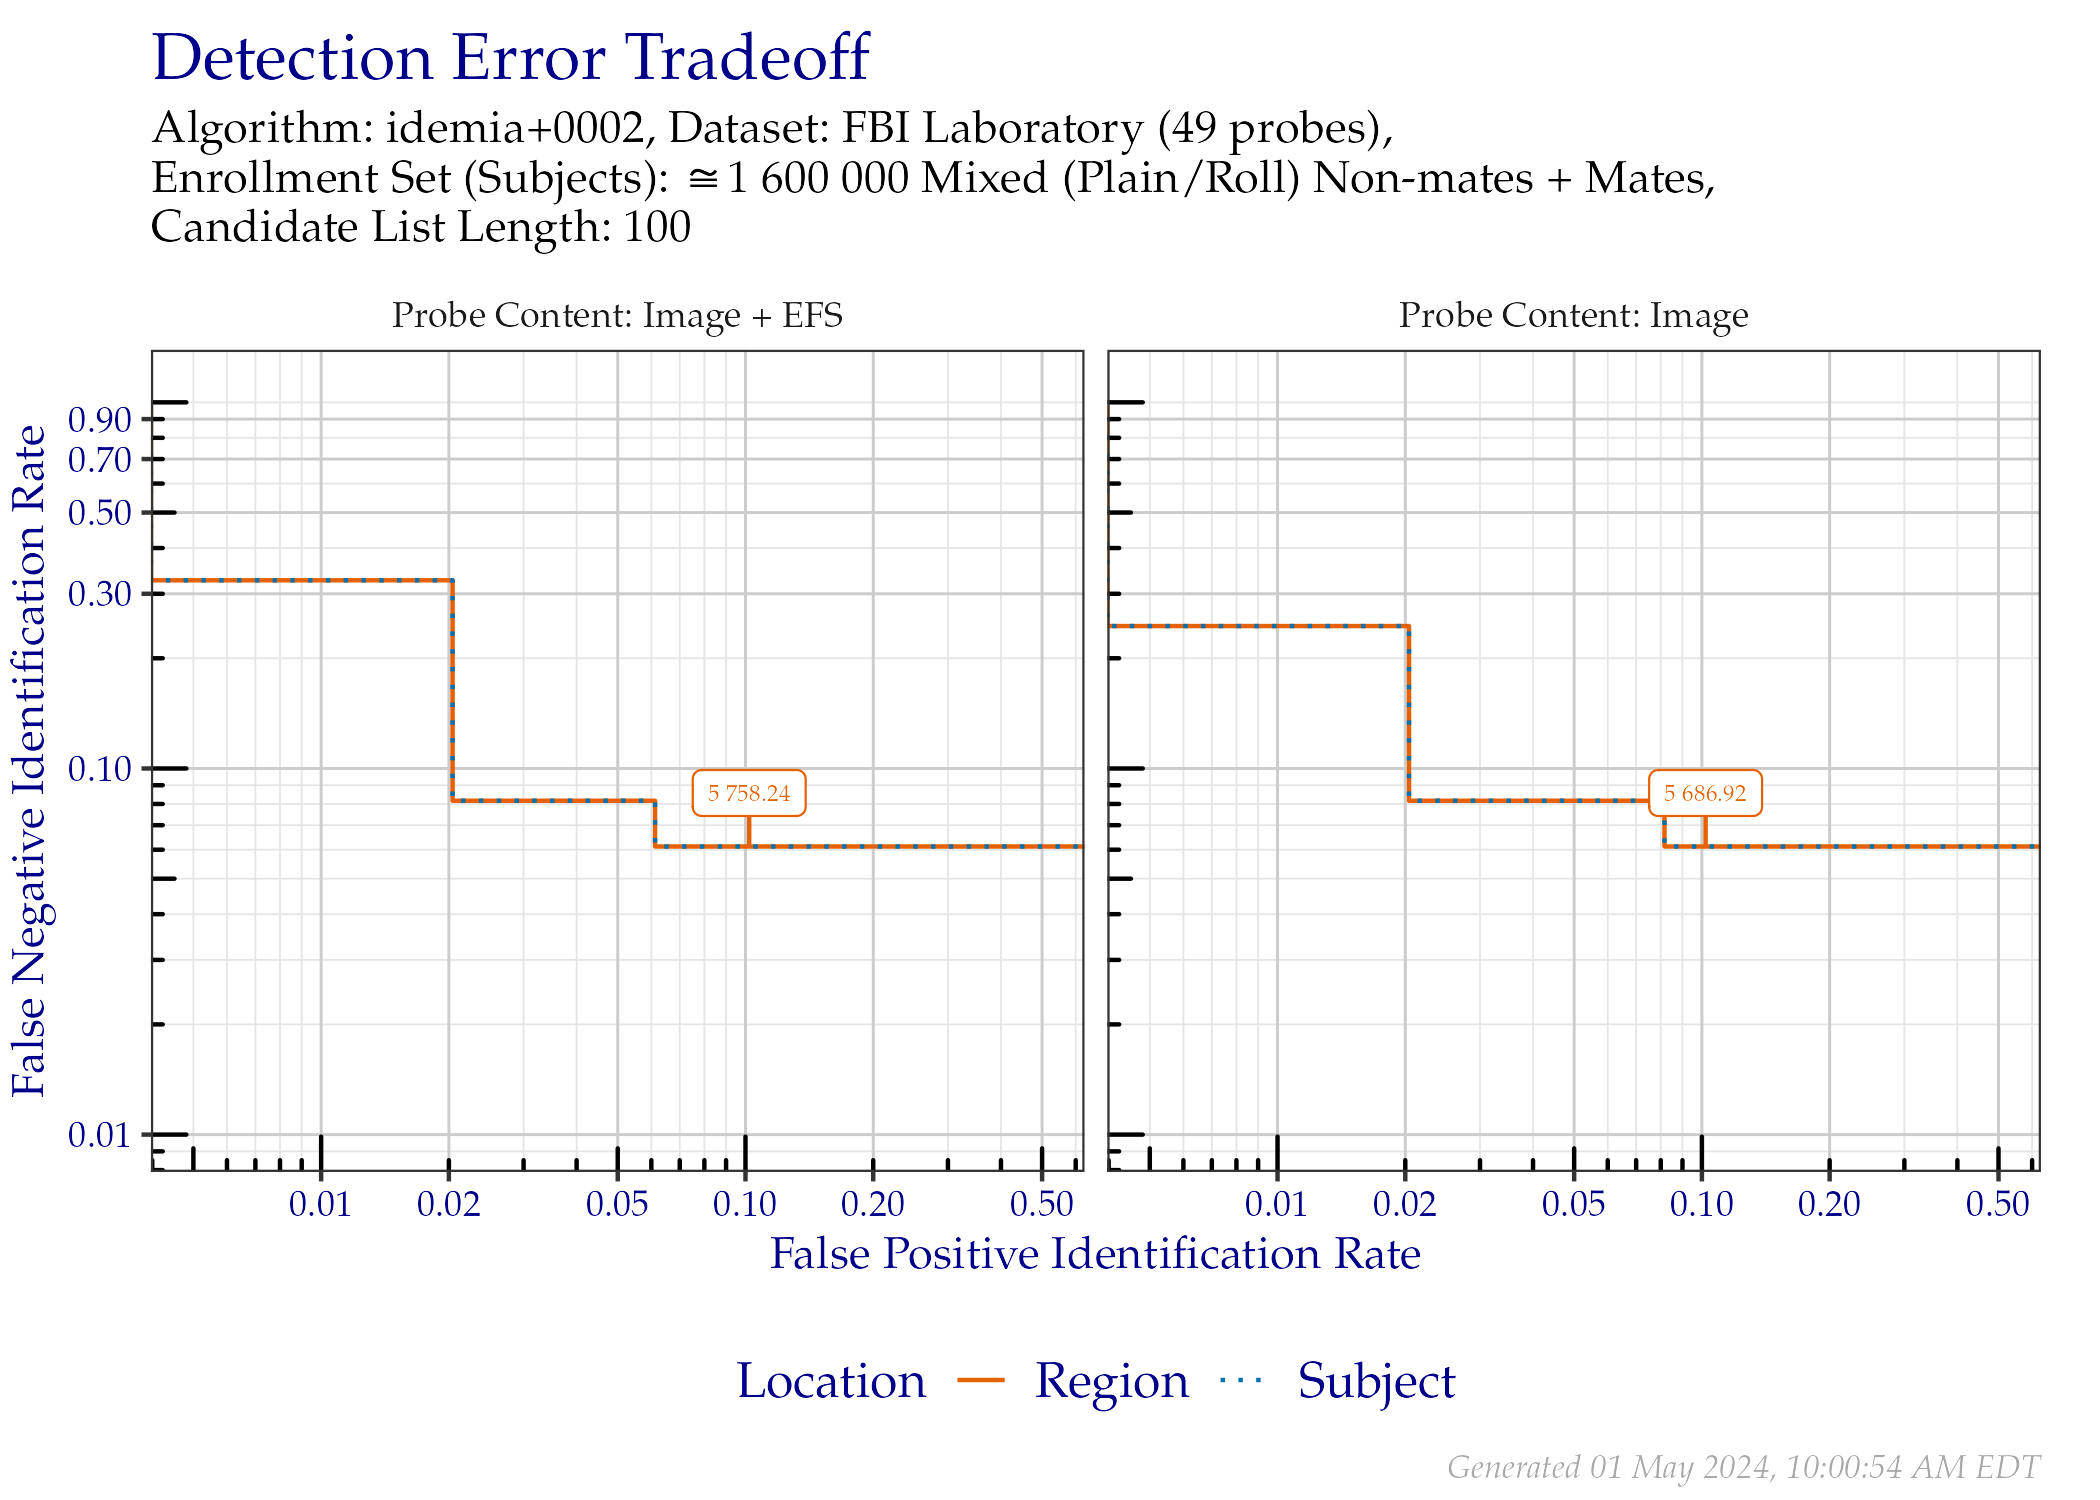 Detection Error Tradeoff
Algorithm: idemia+0002, Dataset: FBI Laboratory (49 probes),
Enrollment Set (Subjects): ≅1 600 000 Mixed (Plain/Roll) Non-mates + Mates,
Candidate List Length: 100
Probe Content: Image + EFS
Probe Content: Image
False Negative Identification Rate
0.90
0.70
0.50
0.30
0.10
0.01
5 758.24
5 686.92
0.01 0.02 0.05 0.10 0.20 0.50
0.01 0.02 0.05 0.10 0.20 0.50
False Positive Identification Rate
Location Region Subject
Generated 01 May 2024, 10:00:54 AM EDT